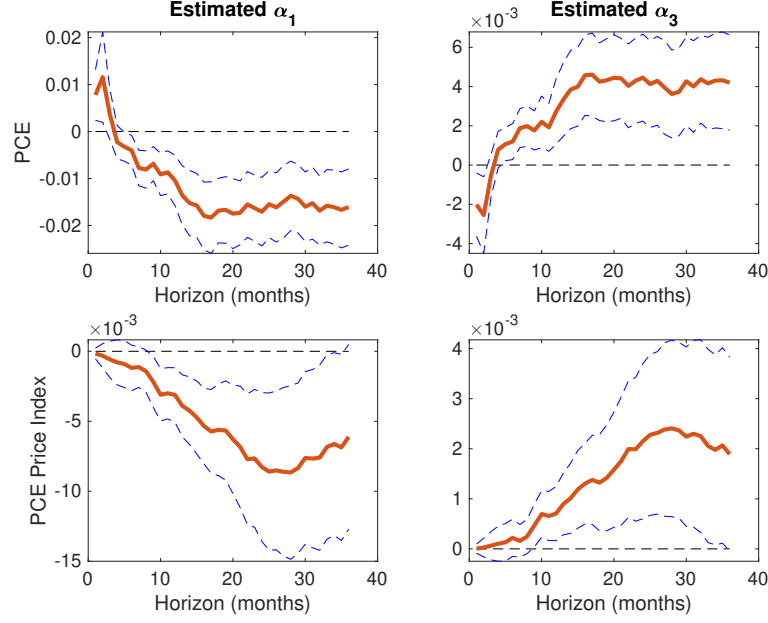 Estimated α1
Estimated α3
×10-3
0.02
0.01
0
-0.01
-0.02
PCE
0 10 20 30 40
Horizon (months)
6
4
2
0
-2
-4
0 10 20 30 40
Horizon (months)
×10-3
0
-5
-10
-15
PCE Price Index
0 10 20 30 40
Horizon (months)
×10-3
4
3
2
1
0
0 10 20 30 40
Horizon (months)